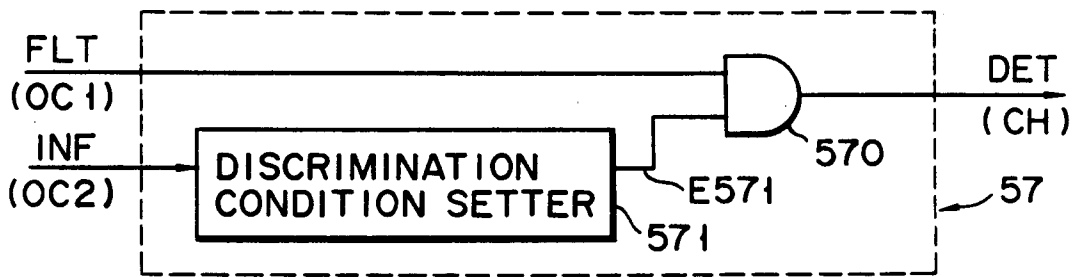 FLT
(OC1)
INF
(OC2)
DISCRIMINATION
CONDITION SETTER
571
E571
570
DET
(CH)
57